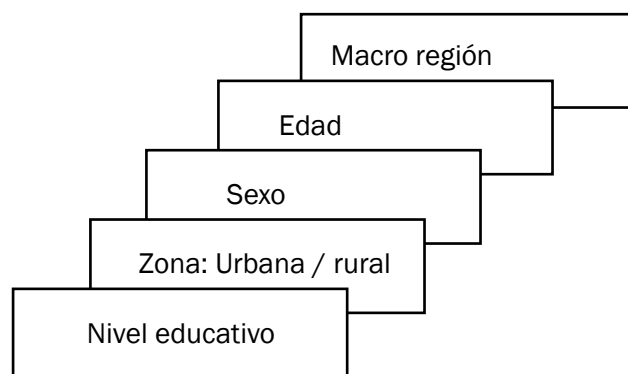 Macro región
Edad
Sexo
Zona: Urbana / rural
Nivel educativo